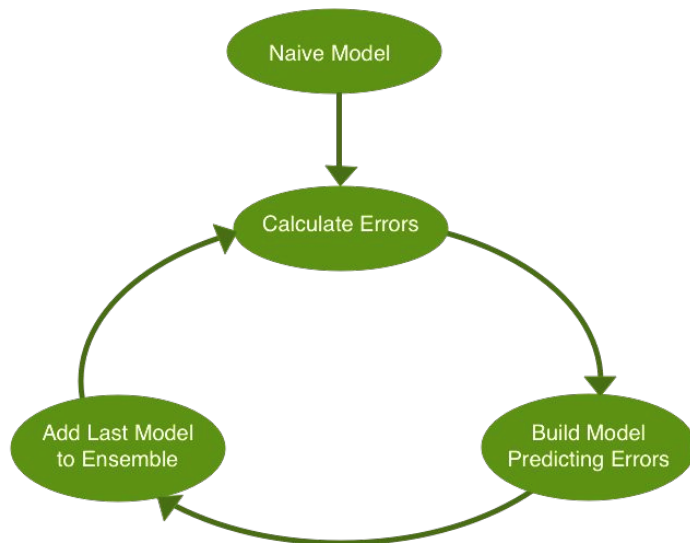 Naive Model
Calculate Errors
Add Last Model
to Ensemble
Build Model
Predicting Errors